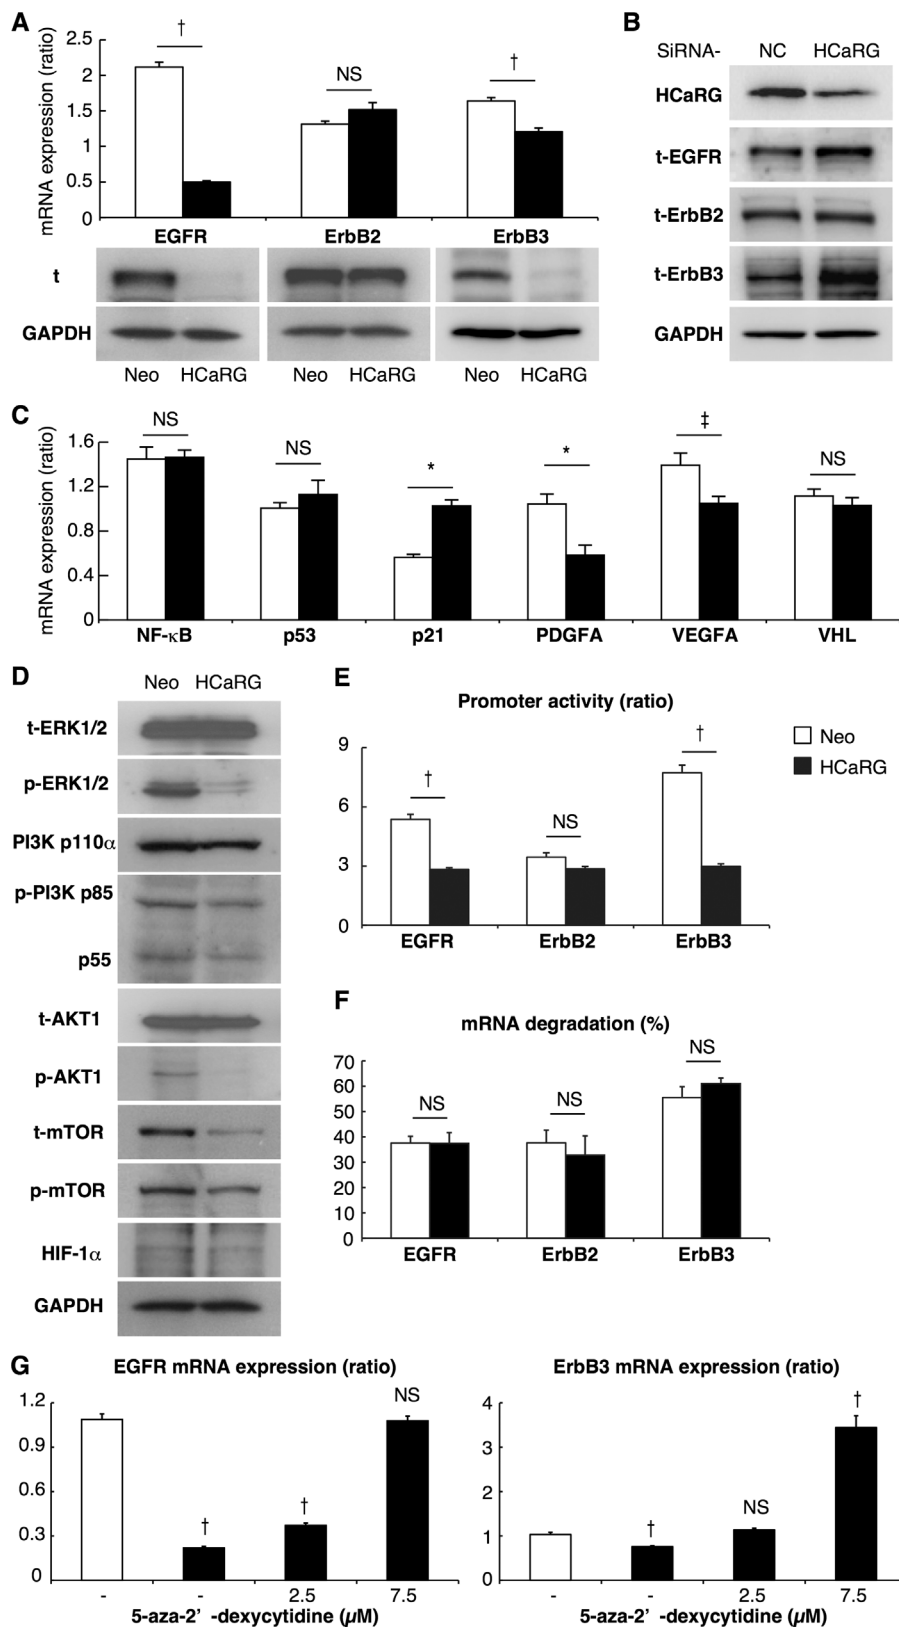 A
mRNA expression (ratio)
2.5
2
1.5
1
0.5
0
†
NS
†
EGFR ErbB2 ErbB3
t
GAPDH
Neo HCaRG Neo HCaRG Neo HCaRG
B
SiRNA- NC HCaRG
HCaRG
t-EGFR
t-ErbB2
t-ErbB3
GAPDH
C
mRNA expression (ratio)
1.6
1.2
0.8
0.4
0
NS
NS
*
*
‡
NS
NF-κB p53 p21 PDGFA VEGFA VHL
D
Neo HCaRG
t-ERK1/2
p-ERK1/2
PI3K p110α
p-PI3K p85
p55
t-AKT1
p-AKT1
t-mTOR
p-mTOR
HIF-1α
GAPDH
E
Promoter activity (ratio)
9
6
3
0
†
NS
†
EGFR ErbB2 ErbB3
Neo
HCaRG
F
mRNA degradation (%)
70
60
50
40
30
20
10
0
NS
NS
NS
EGFR ErbB2 ErbB3
G
EGFR mRNA expression (ratio)
1.2
0.9
0.6
0.3
0
†
†
NS
- - 2.5 7.5
5-aza-2’ -dexycytidine (μM)
ErbB3 mRNA expression (ratio)
4
3
2
1
0
†
NS
†
- - 2.5 7.5
5-aza-2’ -dexycytidine (μM)